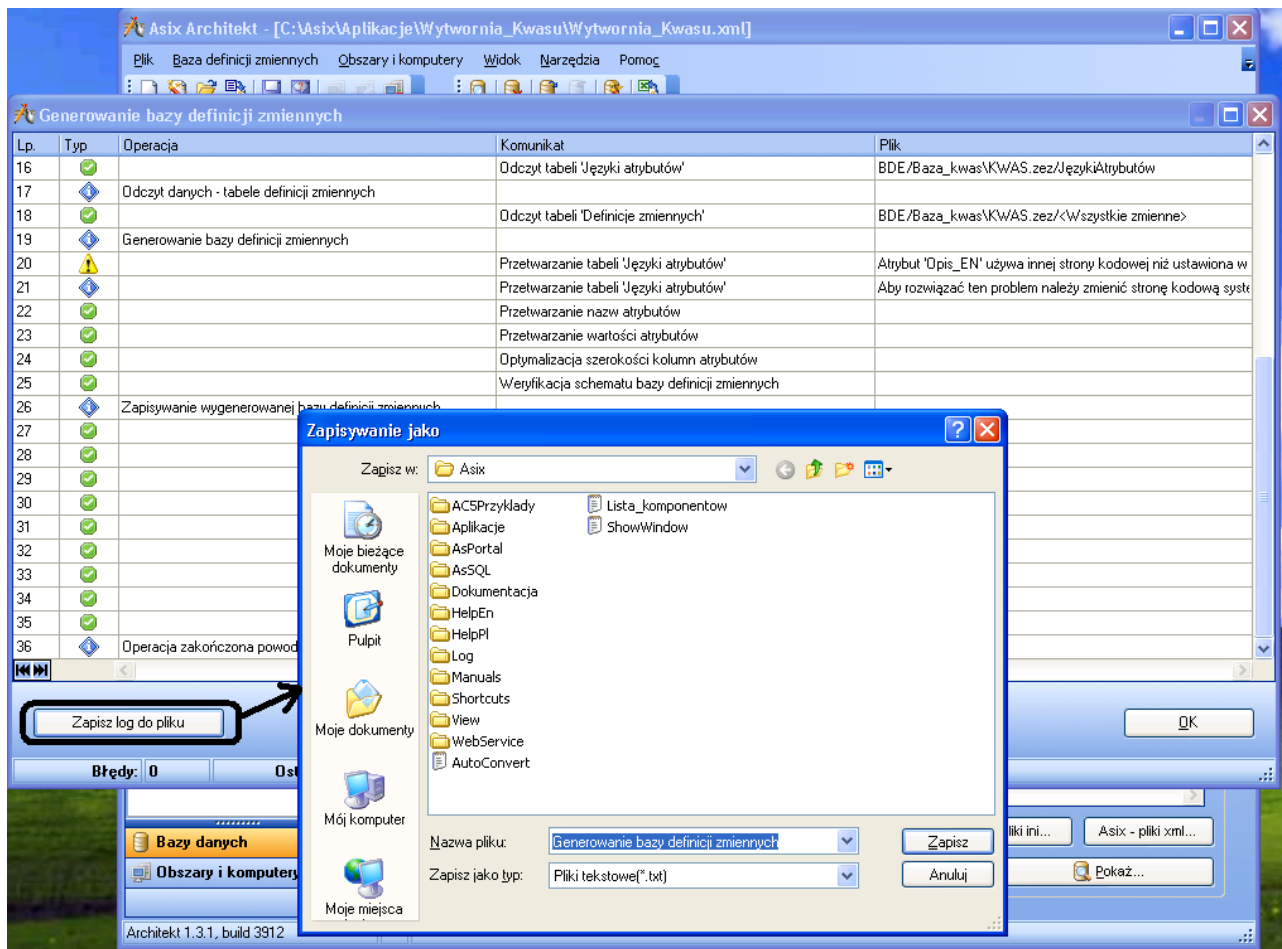 Asix Architekt - [C:\Asix\Aplikacje\Wytwornia_Kwasu\Wytwornia_Kwasu.xml]
Plik Baza definicji zmiennych Obszary i komputery Widok Narzędzia Pomoc
Generowanie bazy definicji zmiennych
Lp. Typ Operacja Komunikat Plik
16 Odczyt tabeli 'Języki atrybutów' BDE/Baza_kwas\KWAS.zez/JęzykiAtrybutów
17 Odczyt danych - tabele definicji zmiennych
18 Odczyt tabeli 'Definicje zmiennych' BDE/Baza_kwas\KWAS.zez/<Wszystkie zmienne>
19 Generowanie bazy definicji zmiennych
20 Przetwarzanie tabeli 'Języki atrybutów' Atrybut 'Opis_EN' używa innej strony kodowej niż ustawiona w
21 Przetwarzanie tabeli 'Języki atrybutów' Aby rozwiązać ten problem należy zmienić stronę kodową syste
22 Przetwarzanie nazw atrybutów
23 Przetwarzanie wartości atrybutów
24 Optymalizacja szerokości kolumn atrybutów
25 Weryfikacja schematu bazy definicji zmiennych
26 Zapisywanie wygenerowanej bazy definicji zmiennych
27
28
29
30
31
32
33
34
35
36 Operacja zakończona powod
Zapisz log do pliku
OK
Błędy: 0 Ost
Zapisywanie jako
Zapisz w: Asix
Moje bieżące
dokumenty
Pulpit
Moje dokumenty
Mój komputer
Moje miejsca
AC5Przyklady
Aplikacje
AsPortal
AsSQL
Dokumentacja
HelpEn
HelpPl
Log
Manuals
Shortcuts
View
WebService
AutoConvert
Lista_komponentow
ShowWindow
Nazwa pliku: Generowanie bazy definicji zmiennych Zapisz
Zapisz jako typ: Pliki tekstowe(*.txt) Anuluj
Bazy danych
Obszary i komputery
liki ini... Asix - pliki xml...
Pokaż...
Architekt 1.3.1, build 3912